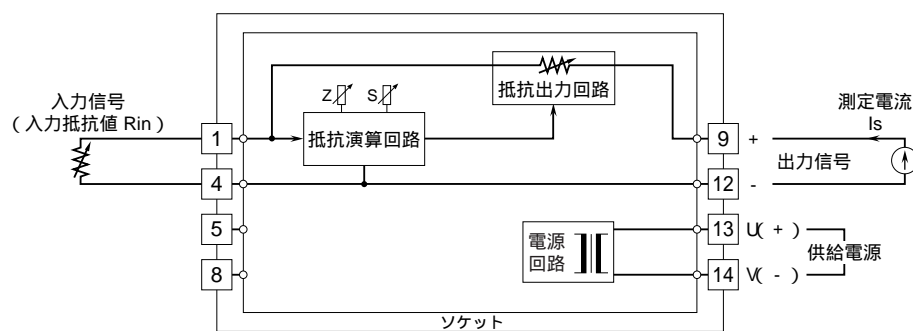 入力信号
（入力抵抗値 Rin）
1
4
5
8
Z
S
抵抗演算回路
抵抗出力回路
電源
回路
9
+
12
-
13
U( + )
14
V( - )
測定電流
Is
出力信号
供給電源
ソケット